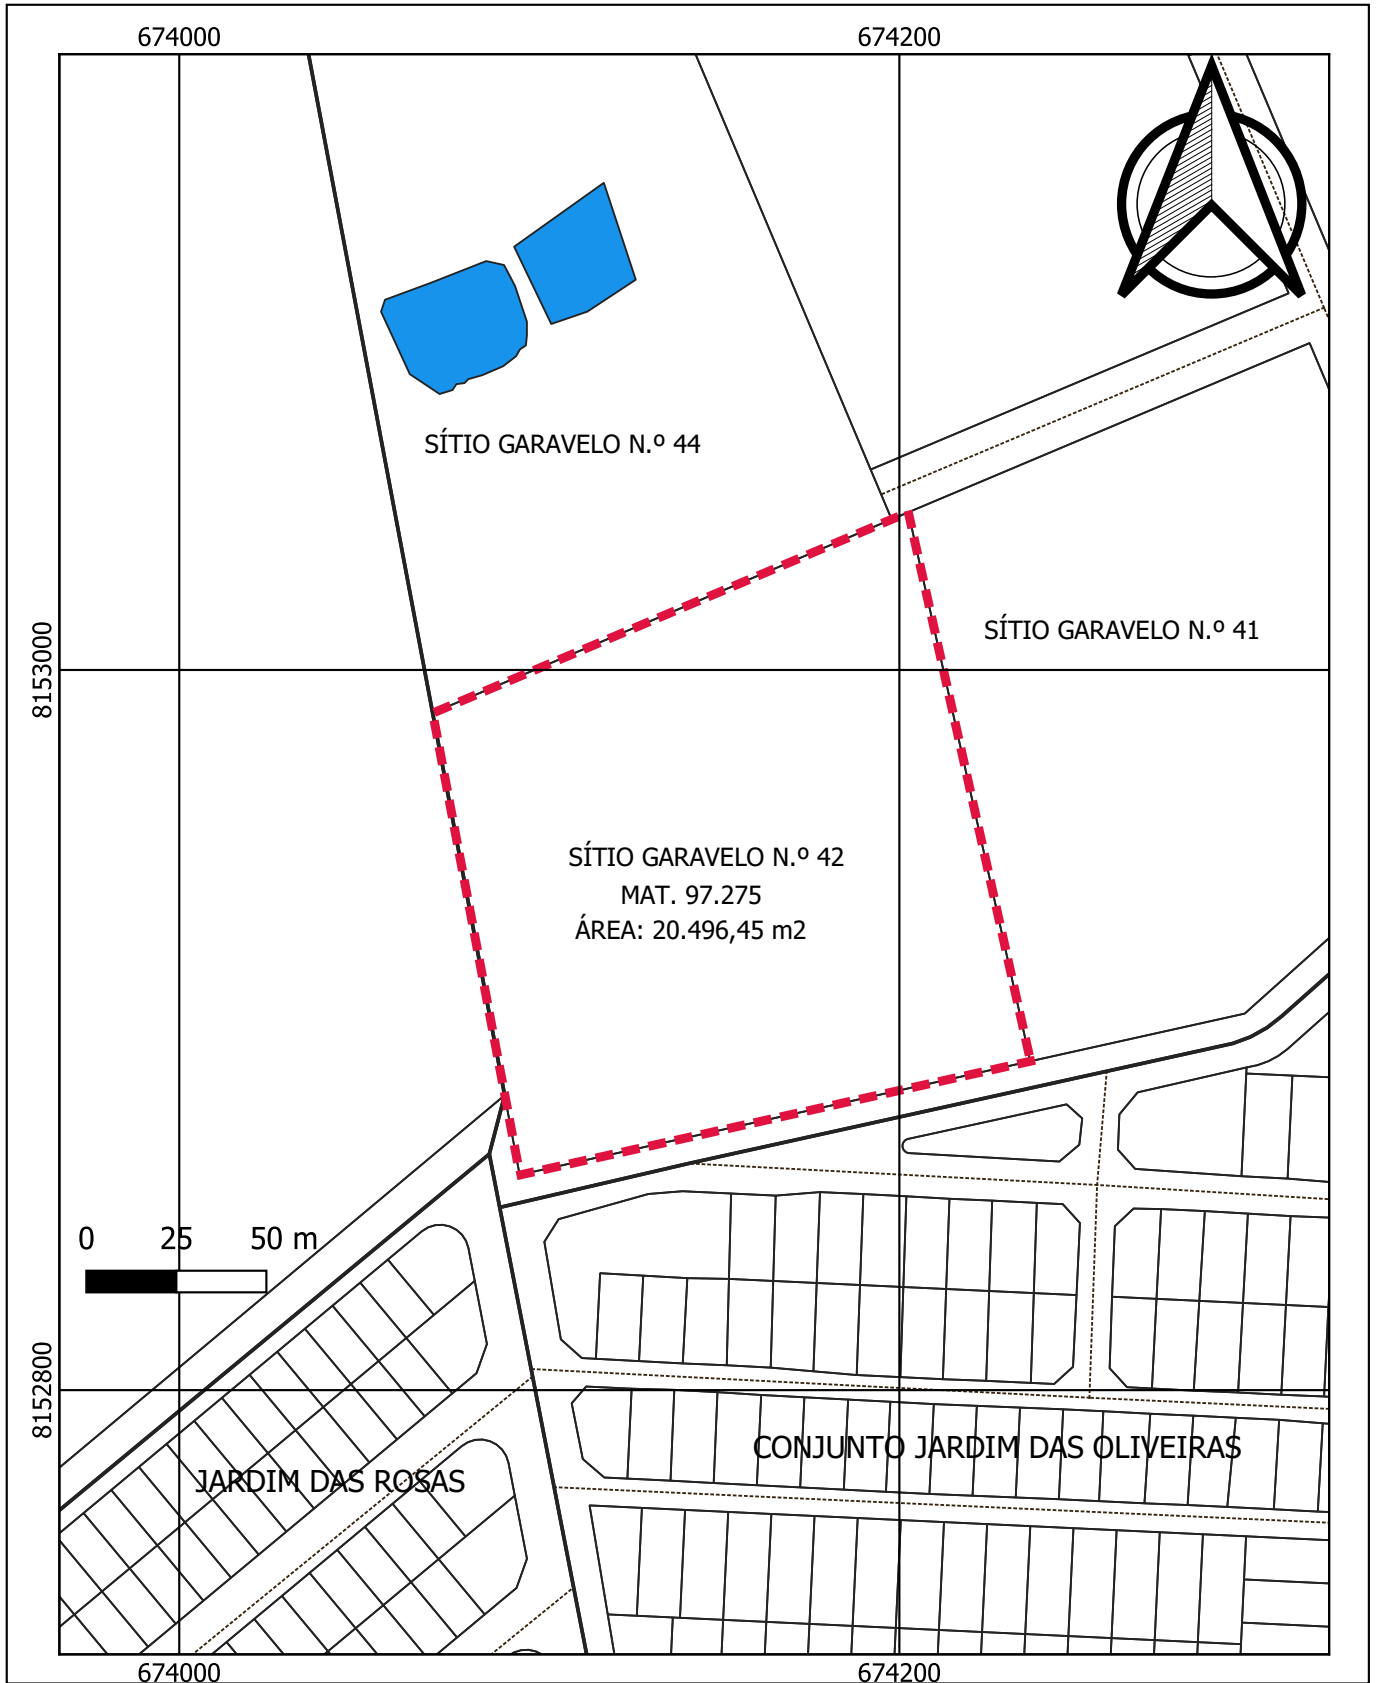 674000
674200
SÍTIO GARAVELO N.º 44
SÍTIO GARAVELO N.º 41
8153000
SÍTIO GARAVELO N.º 42
MAT. 97.275
ÁREA: 20.496,45 m2
0 25 50 m
8152800
CONJUNTO JARDIM DAS OLIVEIRAS
JARDIM DAS ROSAS
674000
674200